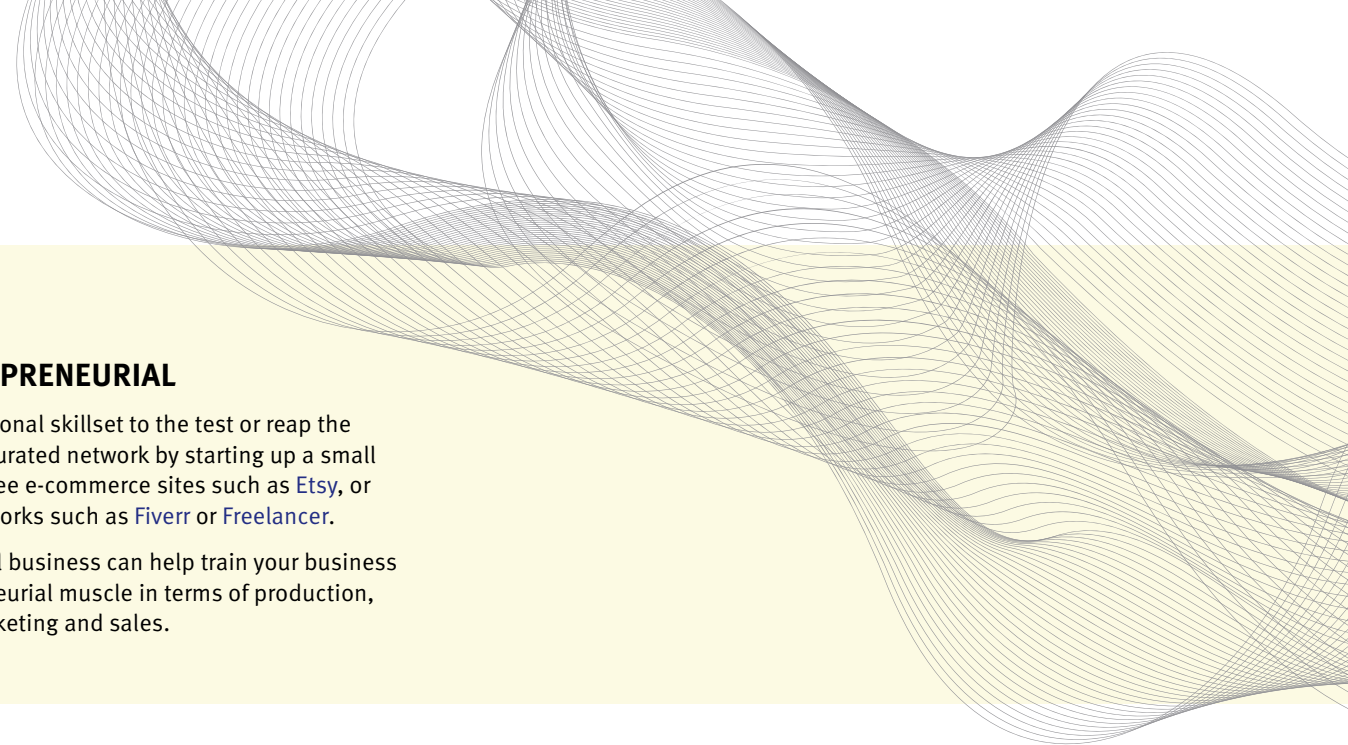 PRENEURIAL
onal skillset to the test or reap the
urated network by starting up a small
ee e-commerce sites such as Etsy, or
orks such as Fiverr or Freelancer.
l business can help train your business
eurial muscle in terms of production,
keting and sales.